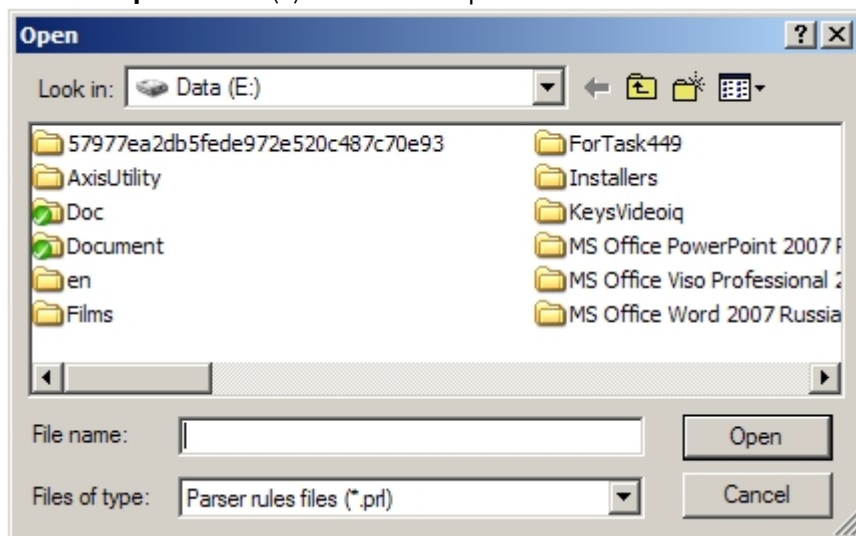 Open
Look in: Data (E:)
57977ea2db5fede972e520c487c70e93
AxisUtility
Doc
Document
en
Films
ForTask449
Installers
KeysVideoiq
MS Office PowerPoint 2007
MS Office Viso Professional
MS Office Word 2007 Russia
File name:
Open
Files of type: Parser rules files (*.prl)
Cancel